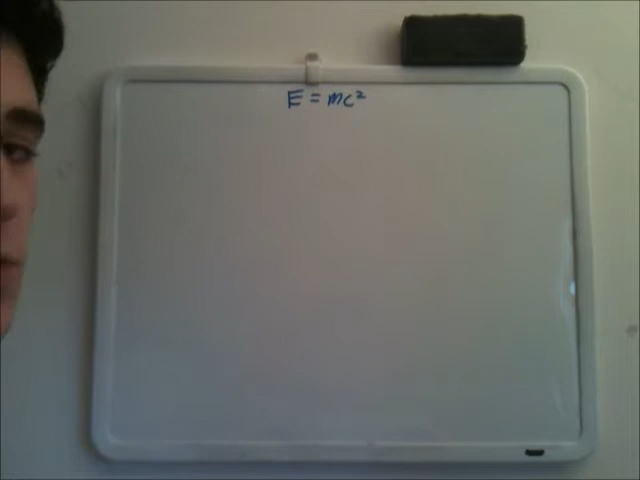 E = mc²